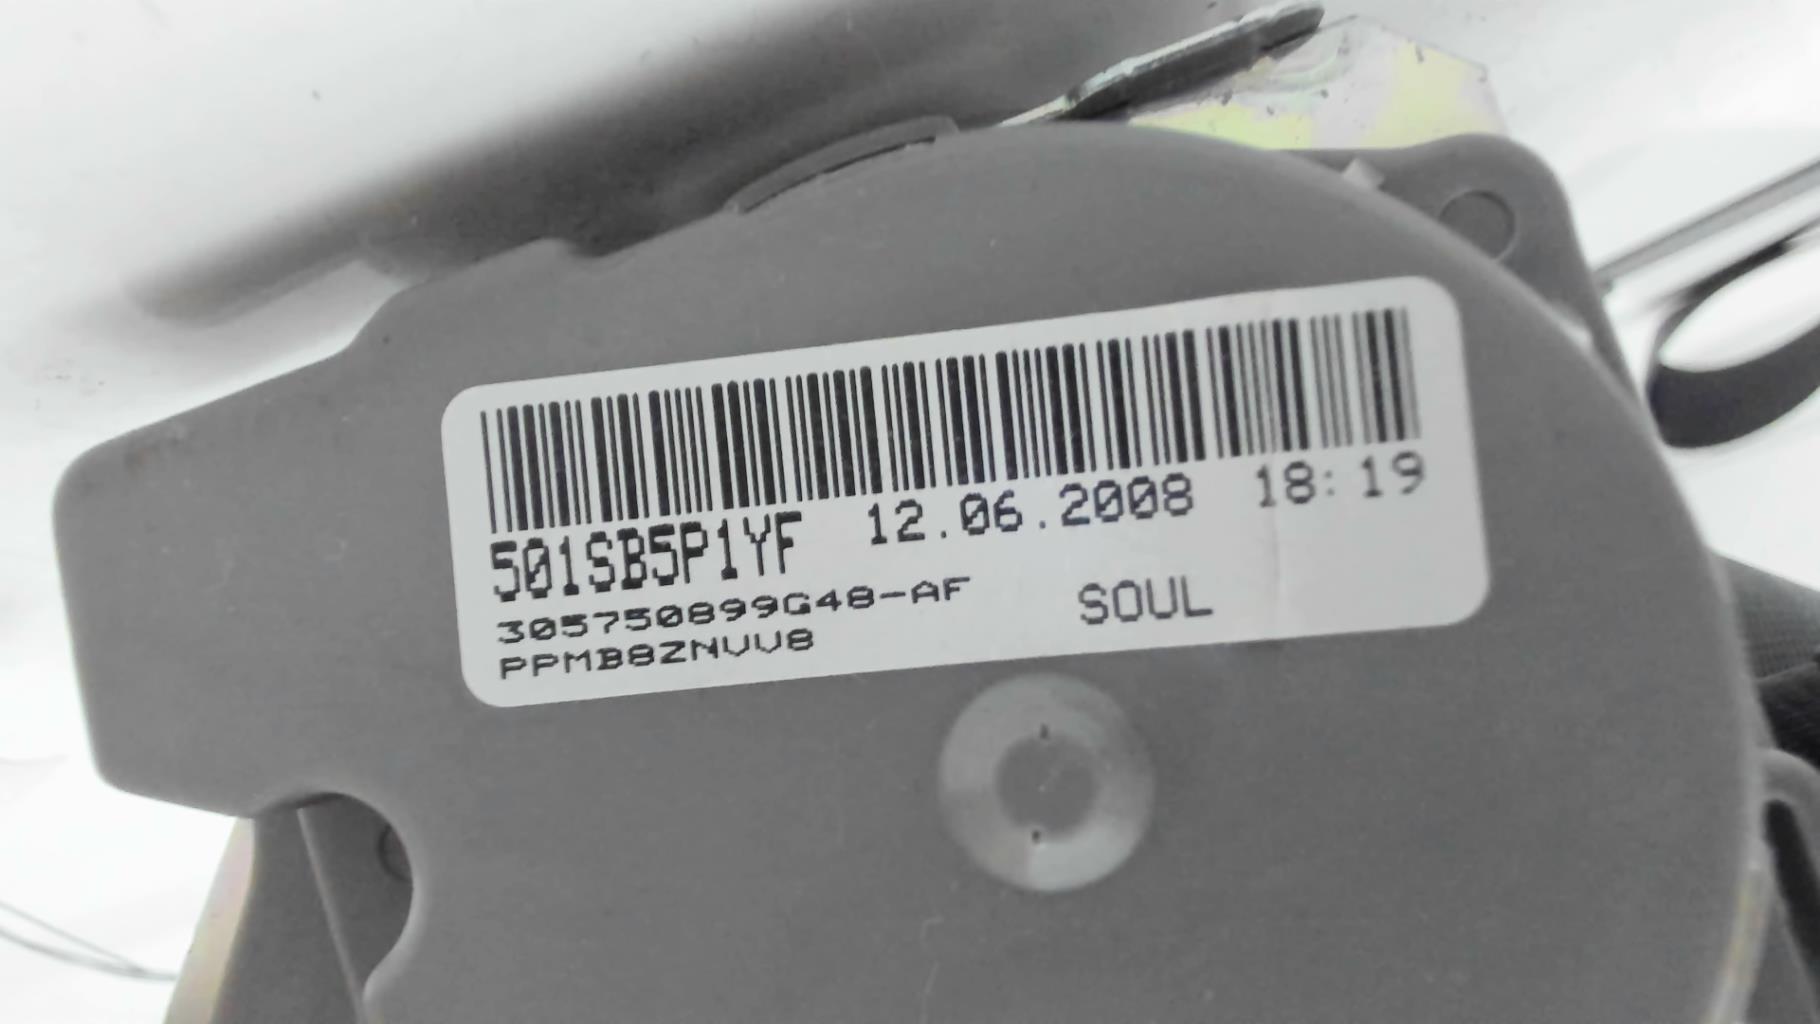 501SB5P1YF 12.06.2008 18:19
305750899G48-AF SOUL
PPMB8ZNVV8